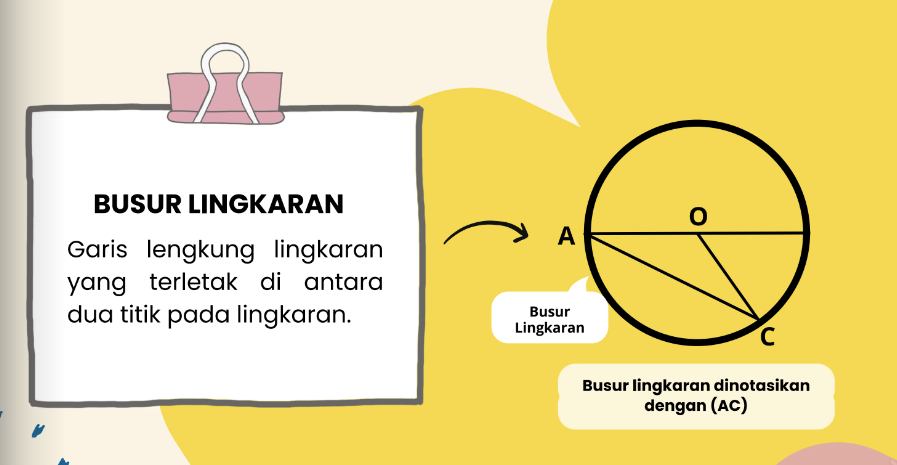 BUSUR LINGKARAN
Garis lengkung lingkaran
yang terletak di antara
dua titik pada lingkaran.
O
A
Busur
Lingkaran
C
Busur lingkaran dinotasikan
dengan (AC)